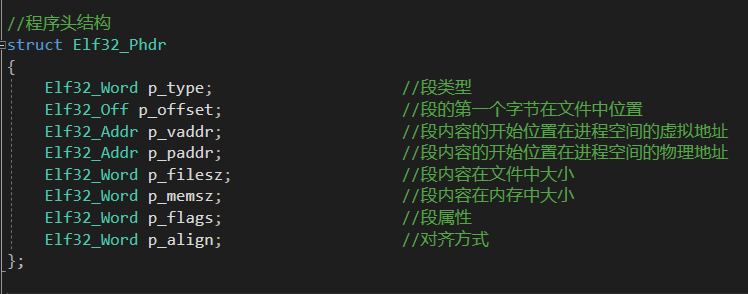 //程序头结构
struct Elf32_Phdr
{
Elf32_Word p_type; //段类型
Elf32_Off p_offset; //段的第一个字节在文件中位置
Elf32_Addr p_vaddr; //段内容的开始位置在进程空间的虚拟地址
Elf32_Addr p_paddr; //段内容的开始位置在进程空间的物理地址
Elf32_Word p_filesz; //段内容在文件中大小
Elf32_Word p_memsz; //段内容在内存中大小
Elf32_Word p_flags; //段属性
Elf32_Word p_align; //对齐方式
};